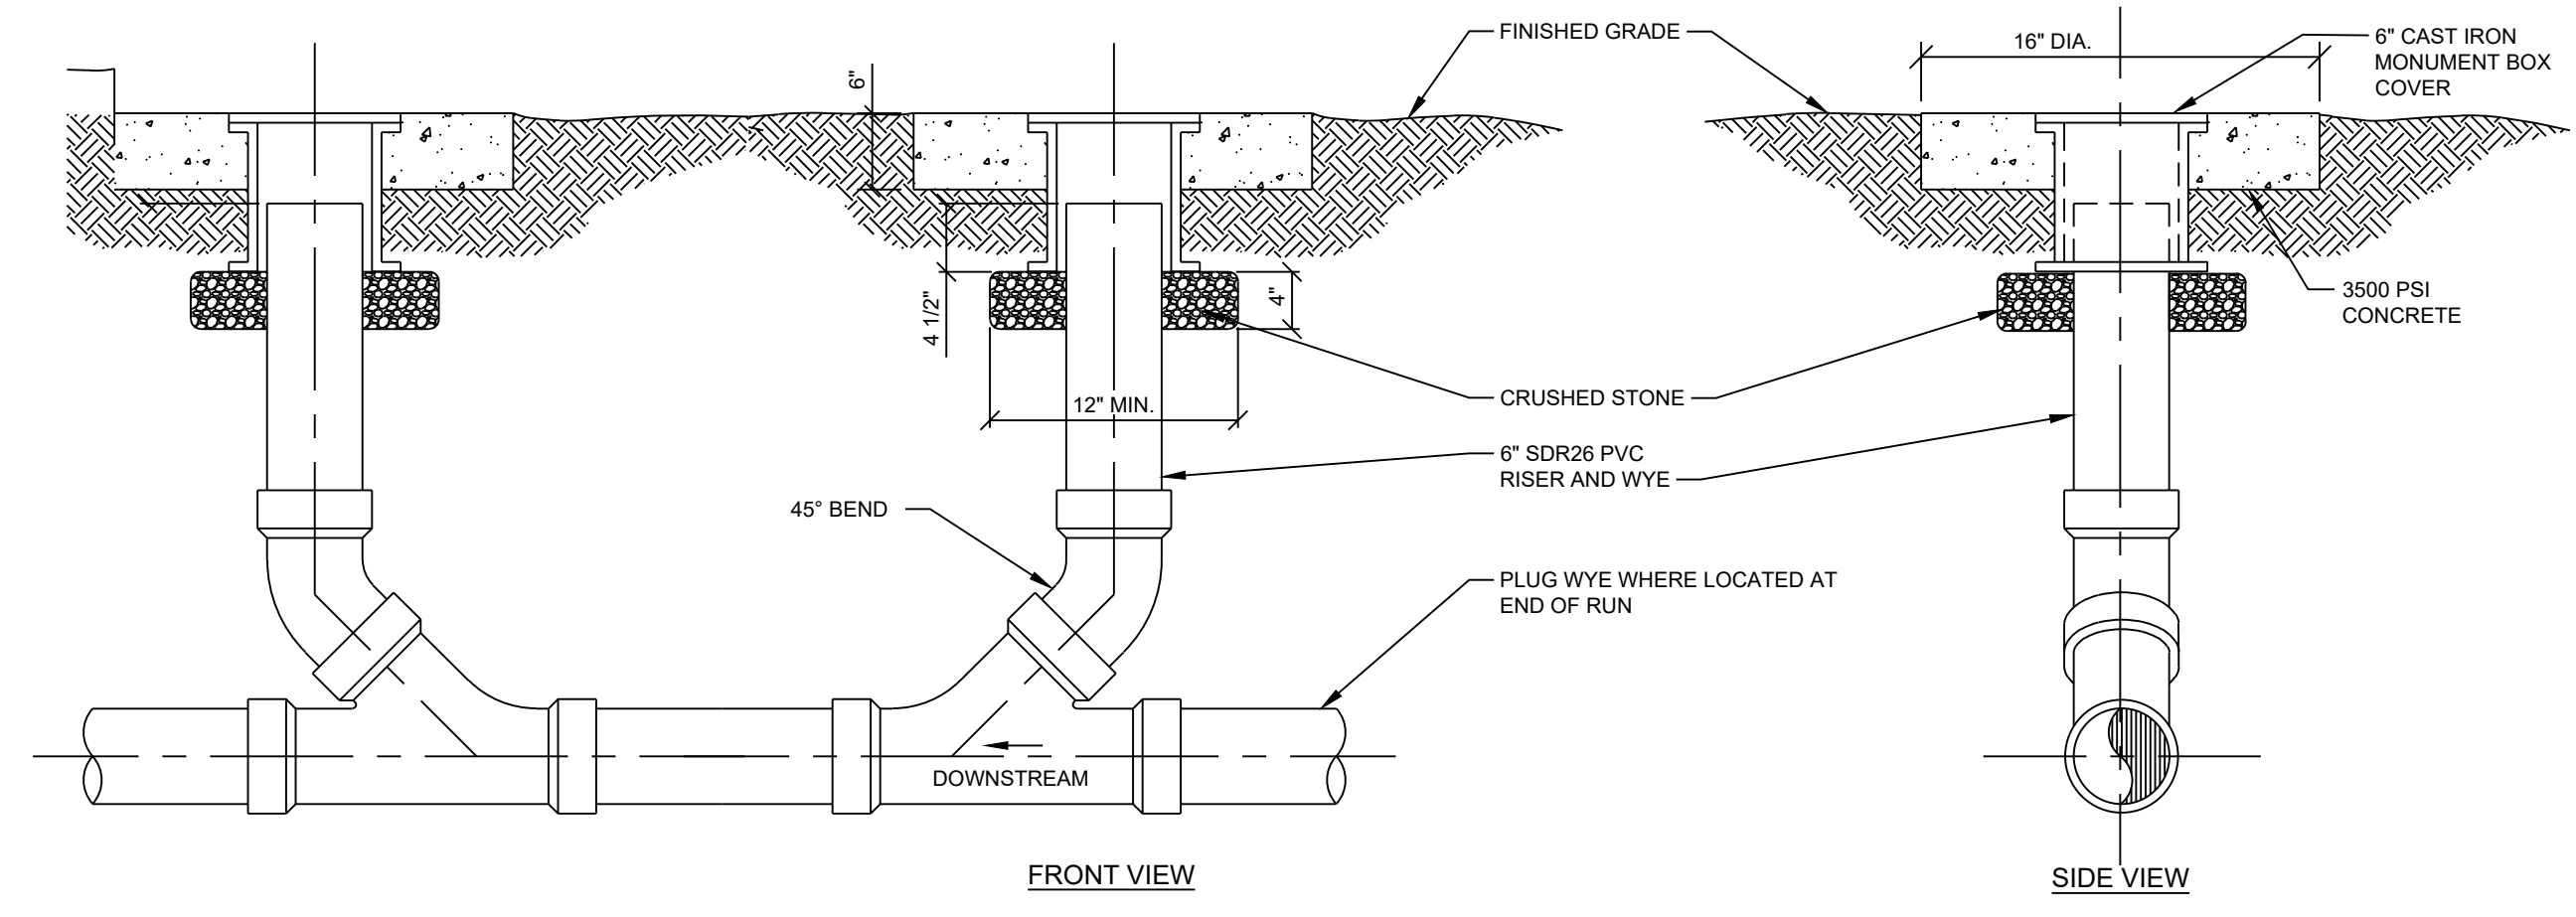 FINISHED GRADE
16" DIA.
6" CAST IRON
MONUMENT BOX
COVER
6"
4 1/2"
4"
12" MIN.
3500 PSI
CONCRETE
CRUSHED STONE
6" SDR26 PVC
RISER AND WYE
45° BEND
PLUG WYE WHERE LOCATED AT
END OF RUN
DOWNSTREAM
FRONT VIEW
SIDE VIEW